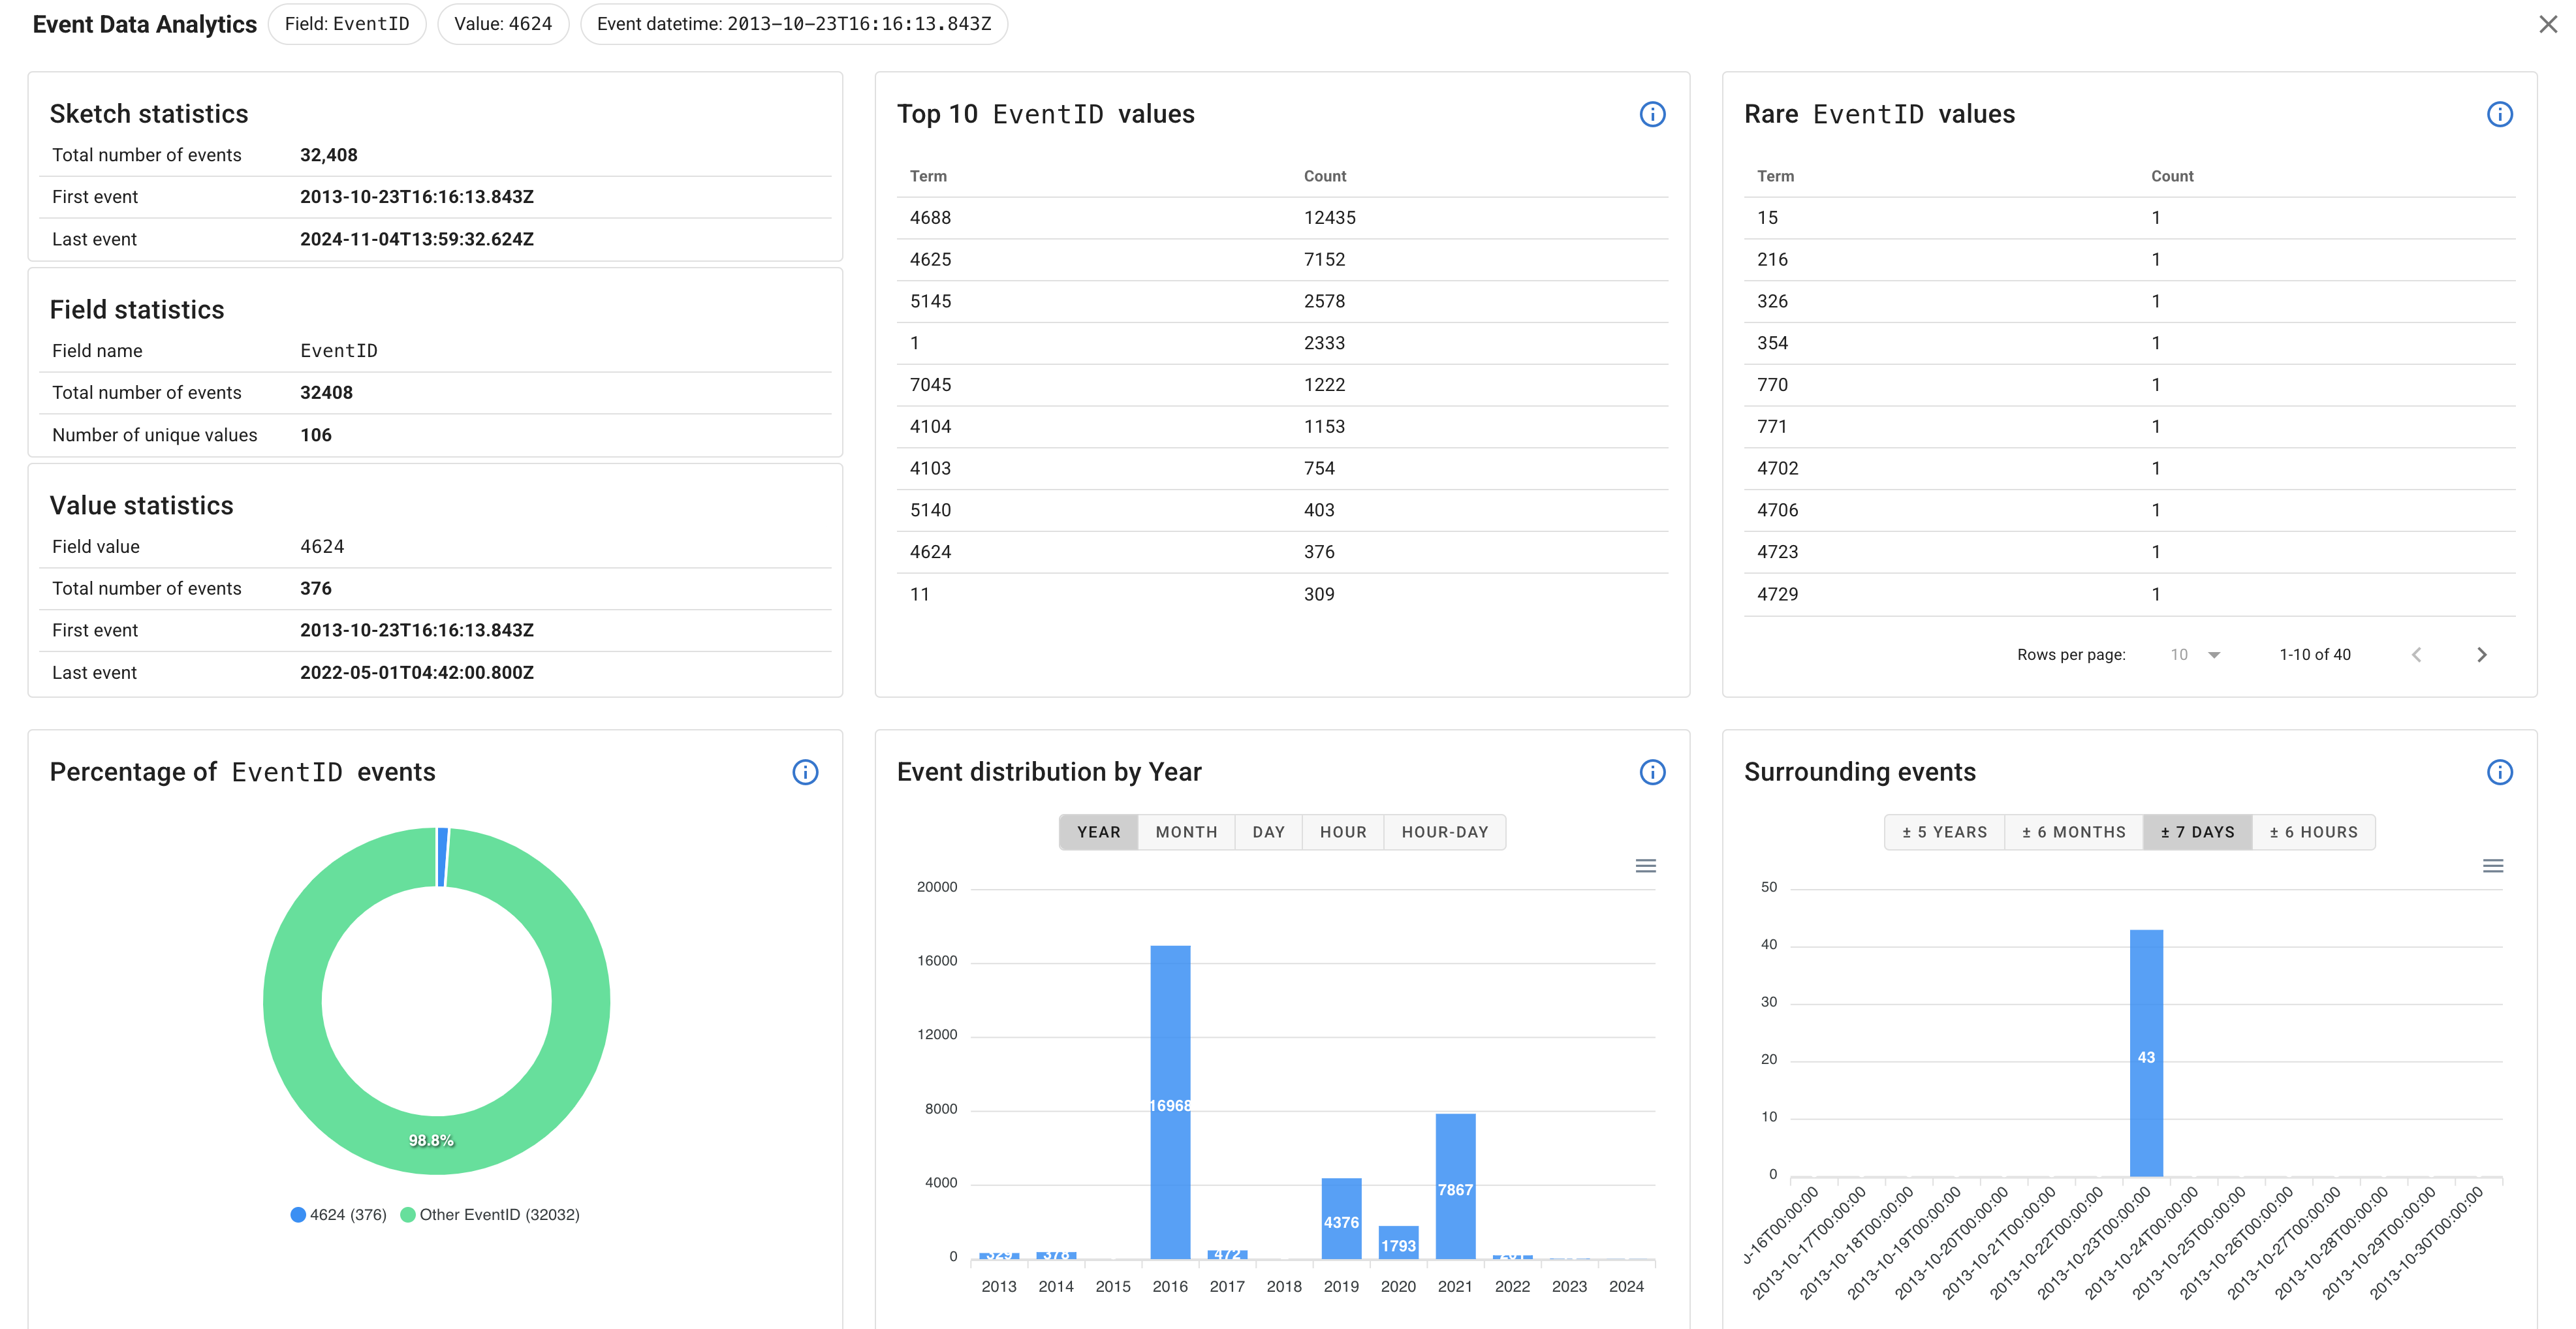 Event Data Analytics Field: EventID Value: 4624 Event datetime: 2013-10-23T16:16:13.843Z
Sketch statistics
Total number of events 32,408
First event 2013-10-23T16:16:13.843Z
Last event 2024-11-04T13:59:32.624Z
Field statistics
Field name EventID
Total number of events 32408
Number of unique values 106
Value statistics
Field value 4624
Total number of events 376
First event 2013-10-23T16:16:13.843Z
Last event 2022-05-01T04:42:00.800Z
Top 10 EventID values
Term Count
4688 12435
4625 7152
5145 2578
1 2333
7045 1222
4104 1153
4103 754
5140 403
4624 376
11 309
Rare EventID values
Term Count
15 1
216 1
326 1
354 1
770 1
771 1
4702 1
4706 1
4723 1
4729 1
Rows per page: 10 1-10 of 40
Percentage of EventID events
98.8%
4624 (376) Other EventID (32032)
Event distribution by Year
YEAR MONTH DAY HOUR HOUR-DAY
20000
16000
12000
8000
4000
0
16968
4376
1793
7867
472
2013 2014 2015 2016 2017 2018 2019 2020 2021 2022 2023 2024
Surrounding events
± 5 YEARS ± 6 MONTHS ± 7 DAYS ± 6 HOURS
50
40
30
20
10
0
43
-16T00:00:00
2013-10-17T00:00:00
2013-10-18T00:00:00
2013-10-19T00:00:00
2013-10-20T00:00:00
2013-10-21T00:00:00
2013-10-22T00:00:00
2013-10-23T00:00:00
2013-10-24T00:00:00
2013-10-25T00:00:00
2013-10-26T00:00:00
2013-10-27T00:00:00
2013-10-28T00:00:00
2013-10-29T00:00:00
2013-10-30T00:00:00